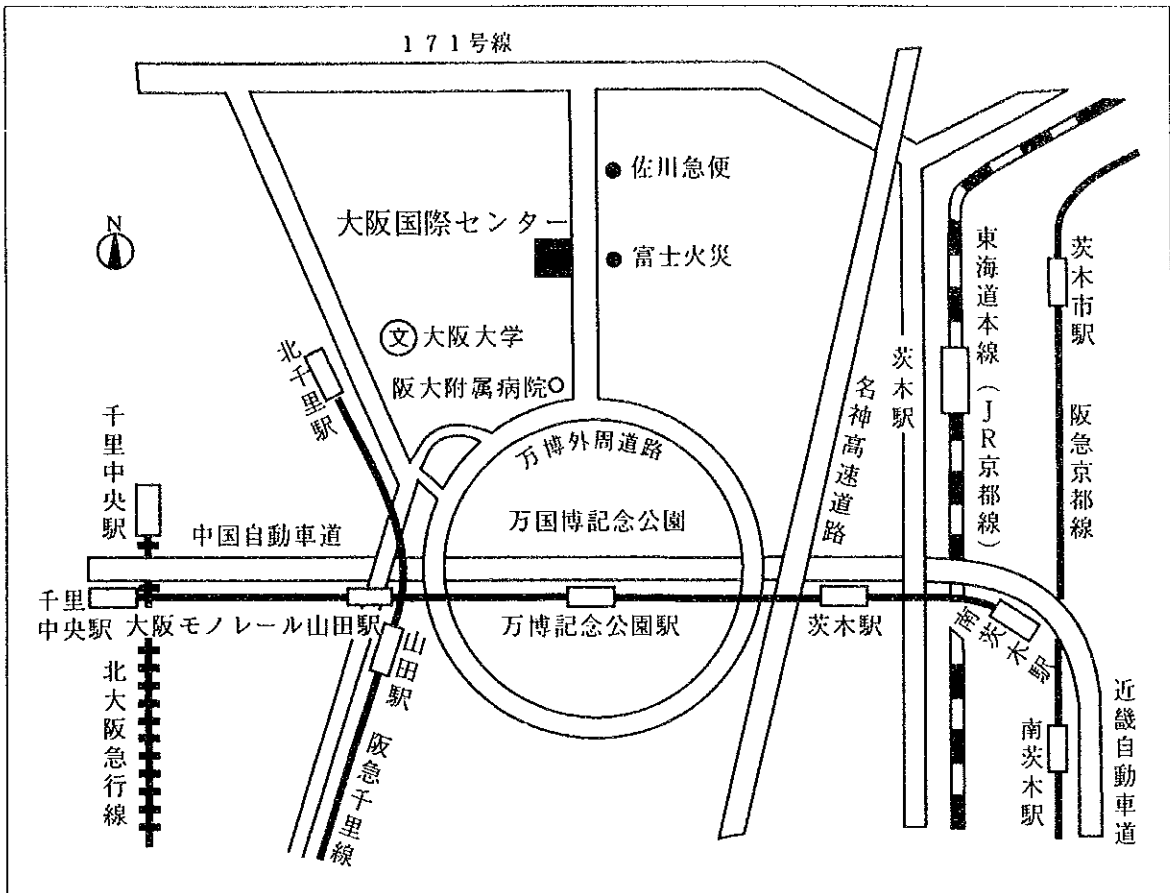 171号線
佐川急便
大阪国際センター
富士火災
N
文 大阪大学
阪大附属病院
北千里駅
千里中央駅
万博外周道路
万国博記念公園
中国自動車道
千里中央駅
大阪モノレール山田駅
万博記念公園駅
茨木駅
南茨木駅
山田駅
北大阪急行線
阪急千里線
名神高速道路
茨木駅
東海道本線(JR京都線)
茨木市駅
阪急京都線
南茨木駅
近畿自動車道